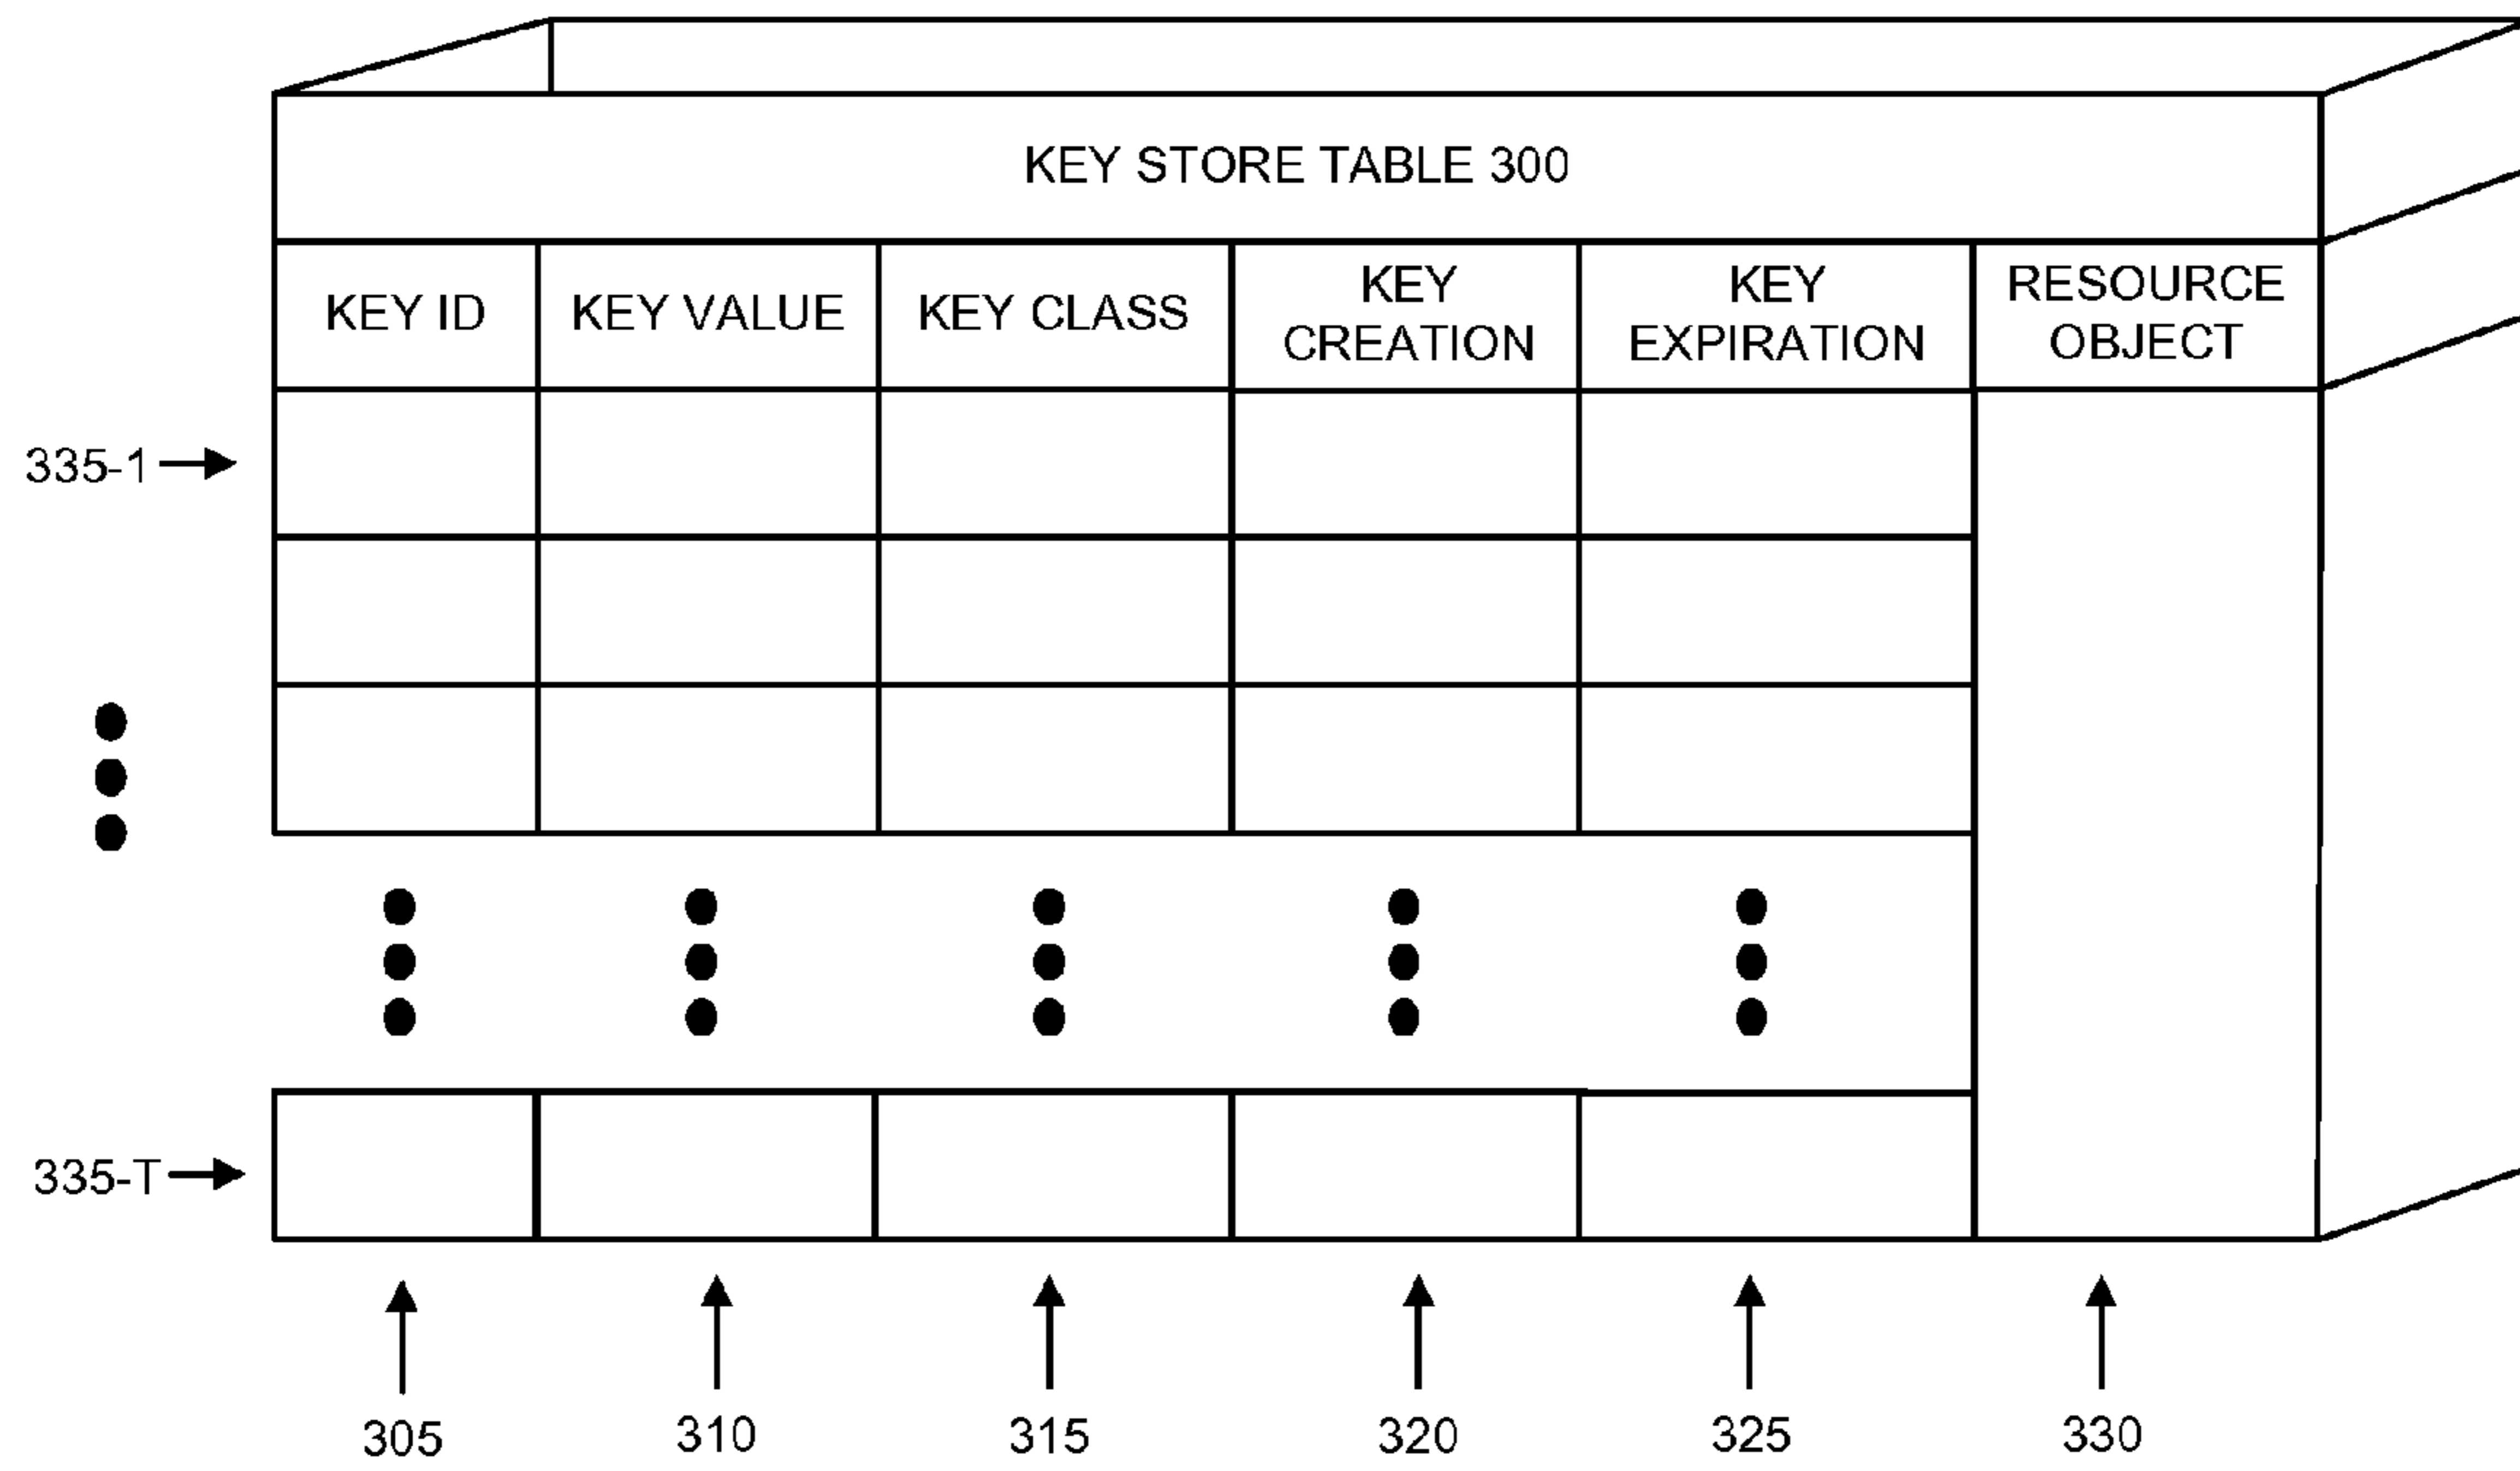 KEY STORE TABLE 300
KEY ID
KEY VALUE
KEY CLASS
KEY
CREATION
KEY
EXPIRATION
RESOURCE
OBJECT
335-1
335-T
305
310
315
320
325
330